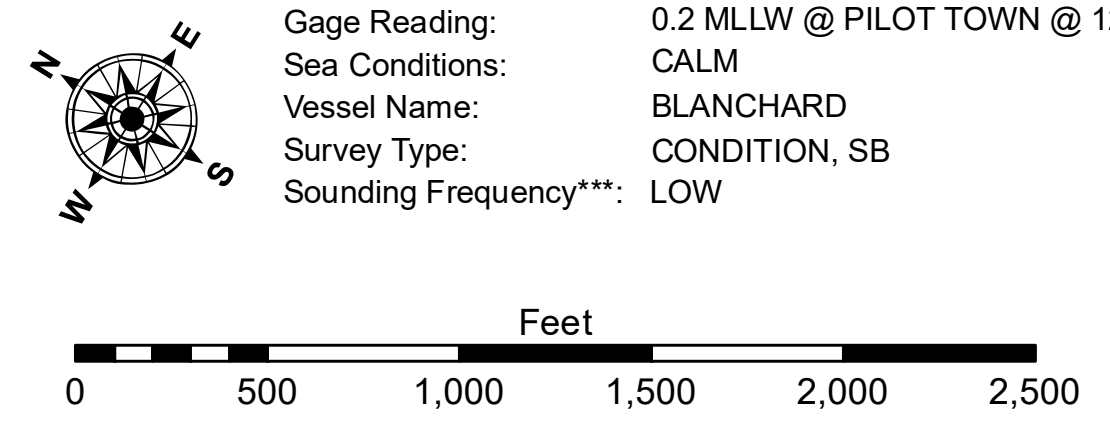 N
E
S
W
Gage Reading: 0.2 MLLW @ PILOT TOWN @
Sea Conditions: CALM
Vessel Name: BLANCHARD
Survey Type: CONDITION, SB
Sounding Frequency***: LOW
Feet
0 500 1,000 1,500 2,000 2,500